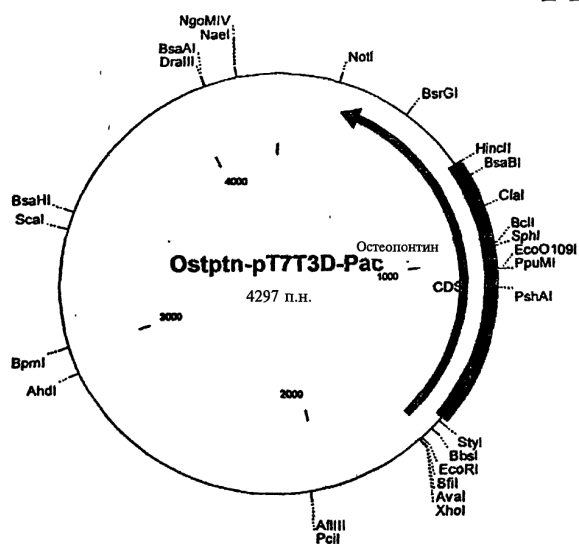 NgoMIV
NaeI
BsaAI
DraIII
NotI
BsrGI
HincII
BsaBI
ClaI
BclI
SphI
EcoO109I
PpuMI
PshAI
BsaHI
ScaI
4000
Остеопонтин
Ostptn-pT7T3D-Pac
1000
4297 п.н.
CDS
3000
BpmI
AhdI
2000
StyI
BbsI
EcoRI
SfiI
AvaI
XhoI
AflIII
PciI